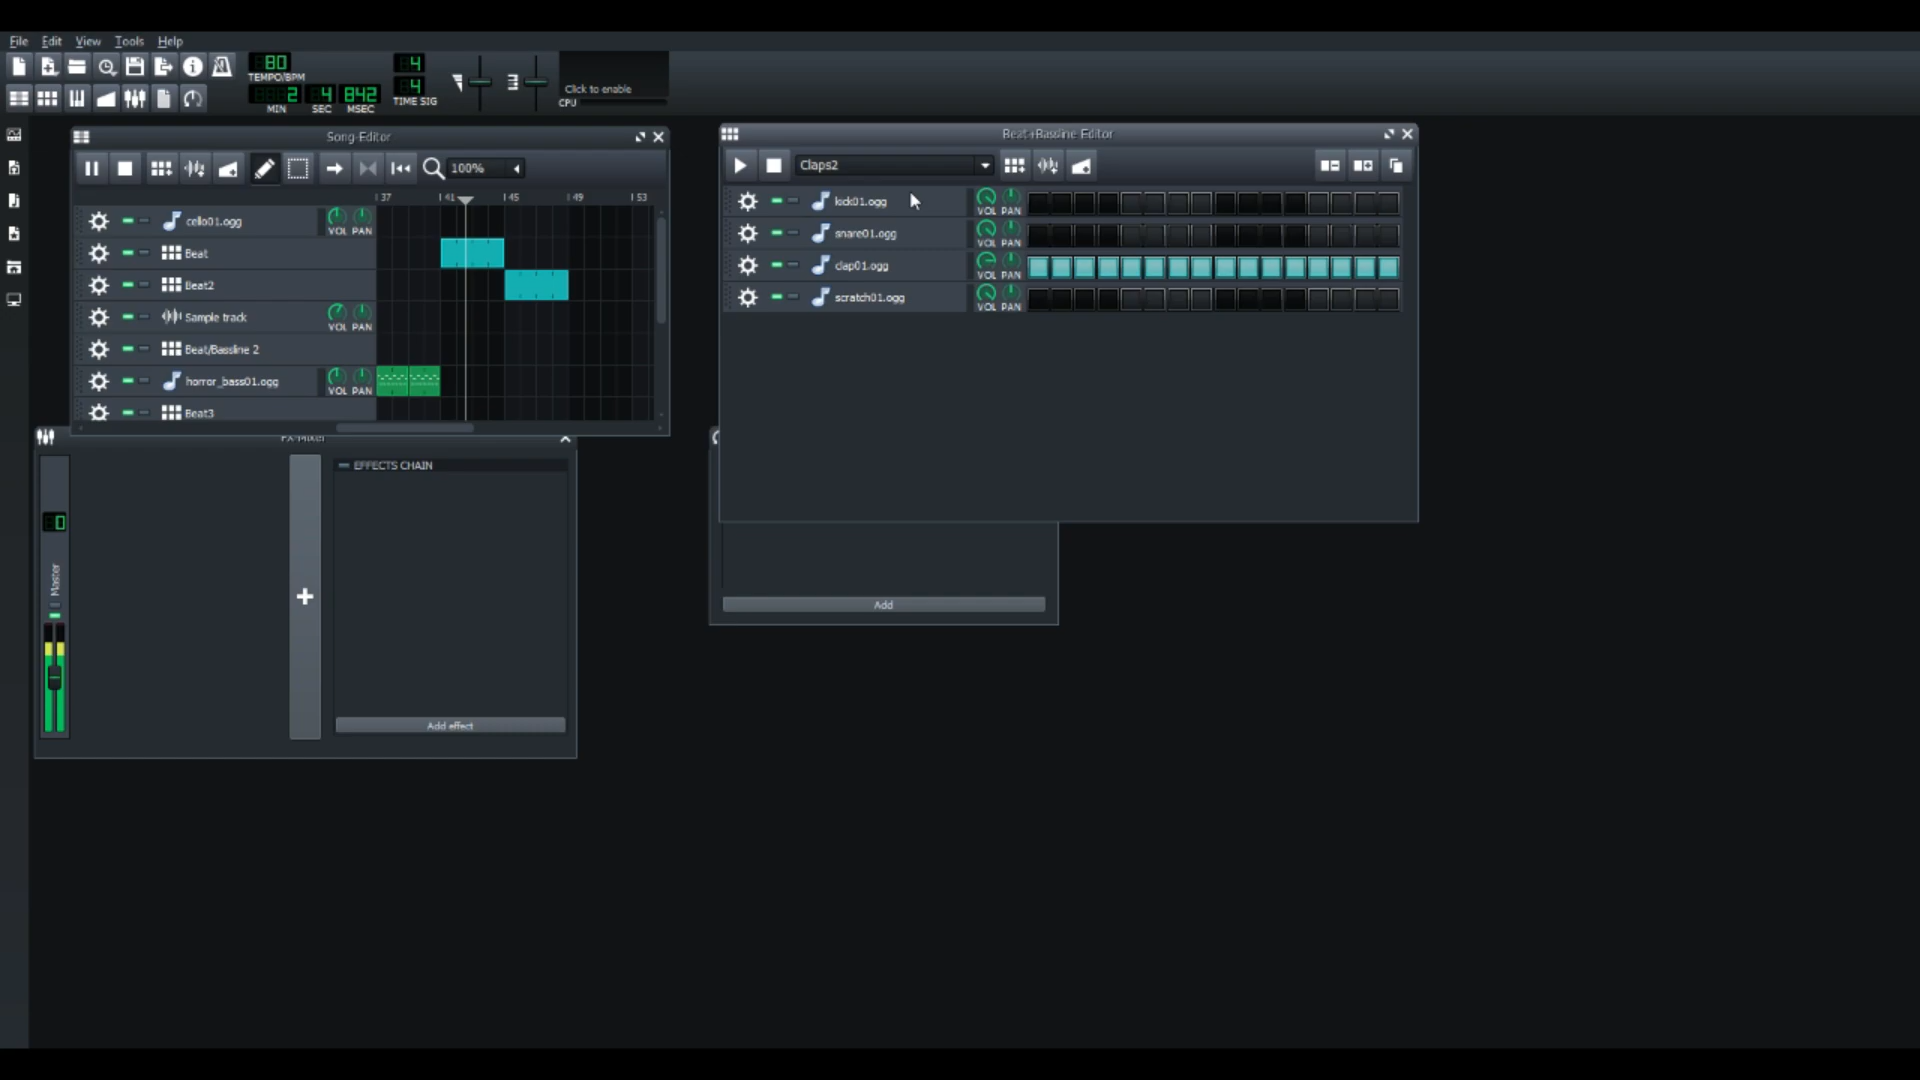 File Edit View Tools Help
80
TEMPO/BPM
2 4 842
MIN SEC MSEC
4
4
TIME SIG
Click to enable
CPU
Song-Editor
100%
37 41 45 49 53
cello01.ogg VOL PAN
Beat
Beat2
Sample track VOL PAN
Beat/Bassline 2
horror_bass01.ogg VOL PAN
Beat3
Beat+Bassline Editor
Claps2
kick01.ogg VOL PAN
snare01.ogg VOL PAN
clap01.ogg VOL PAN
scratch01.ogg VOL PAN
FX-Mixer
EFFECTS CHAIN
0
Master
Add effect
Add